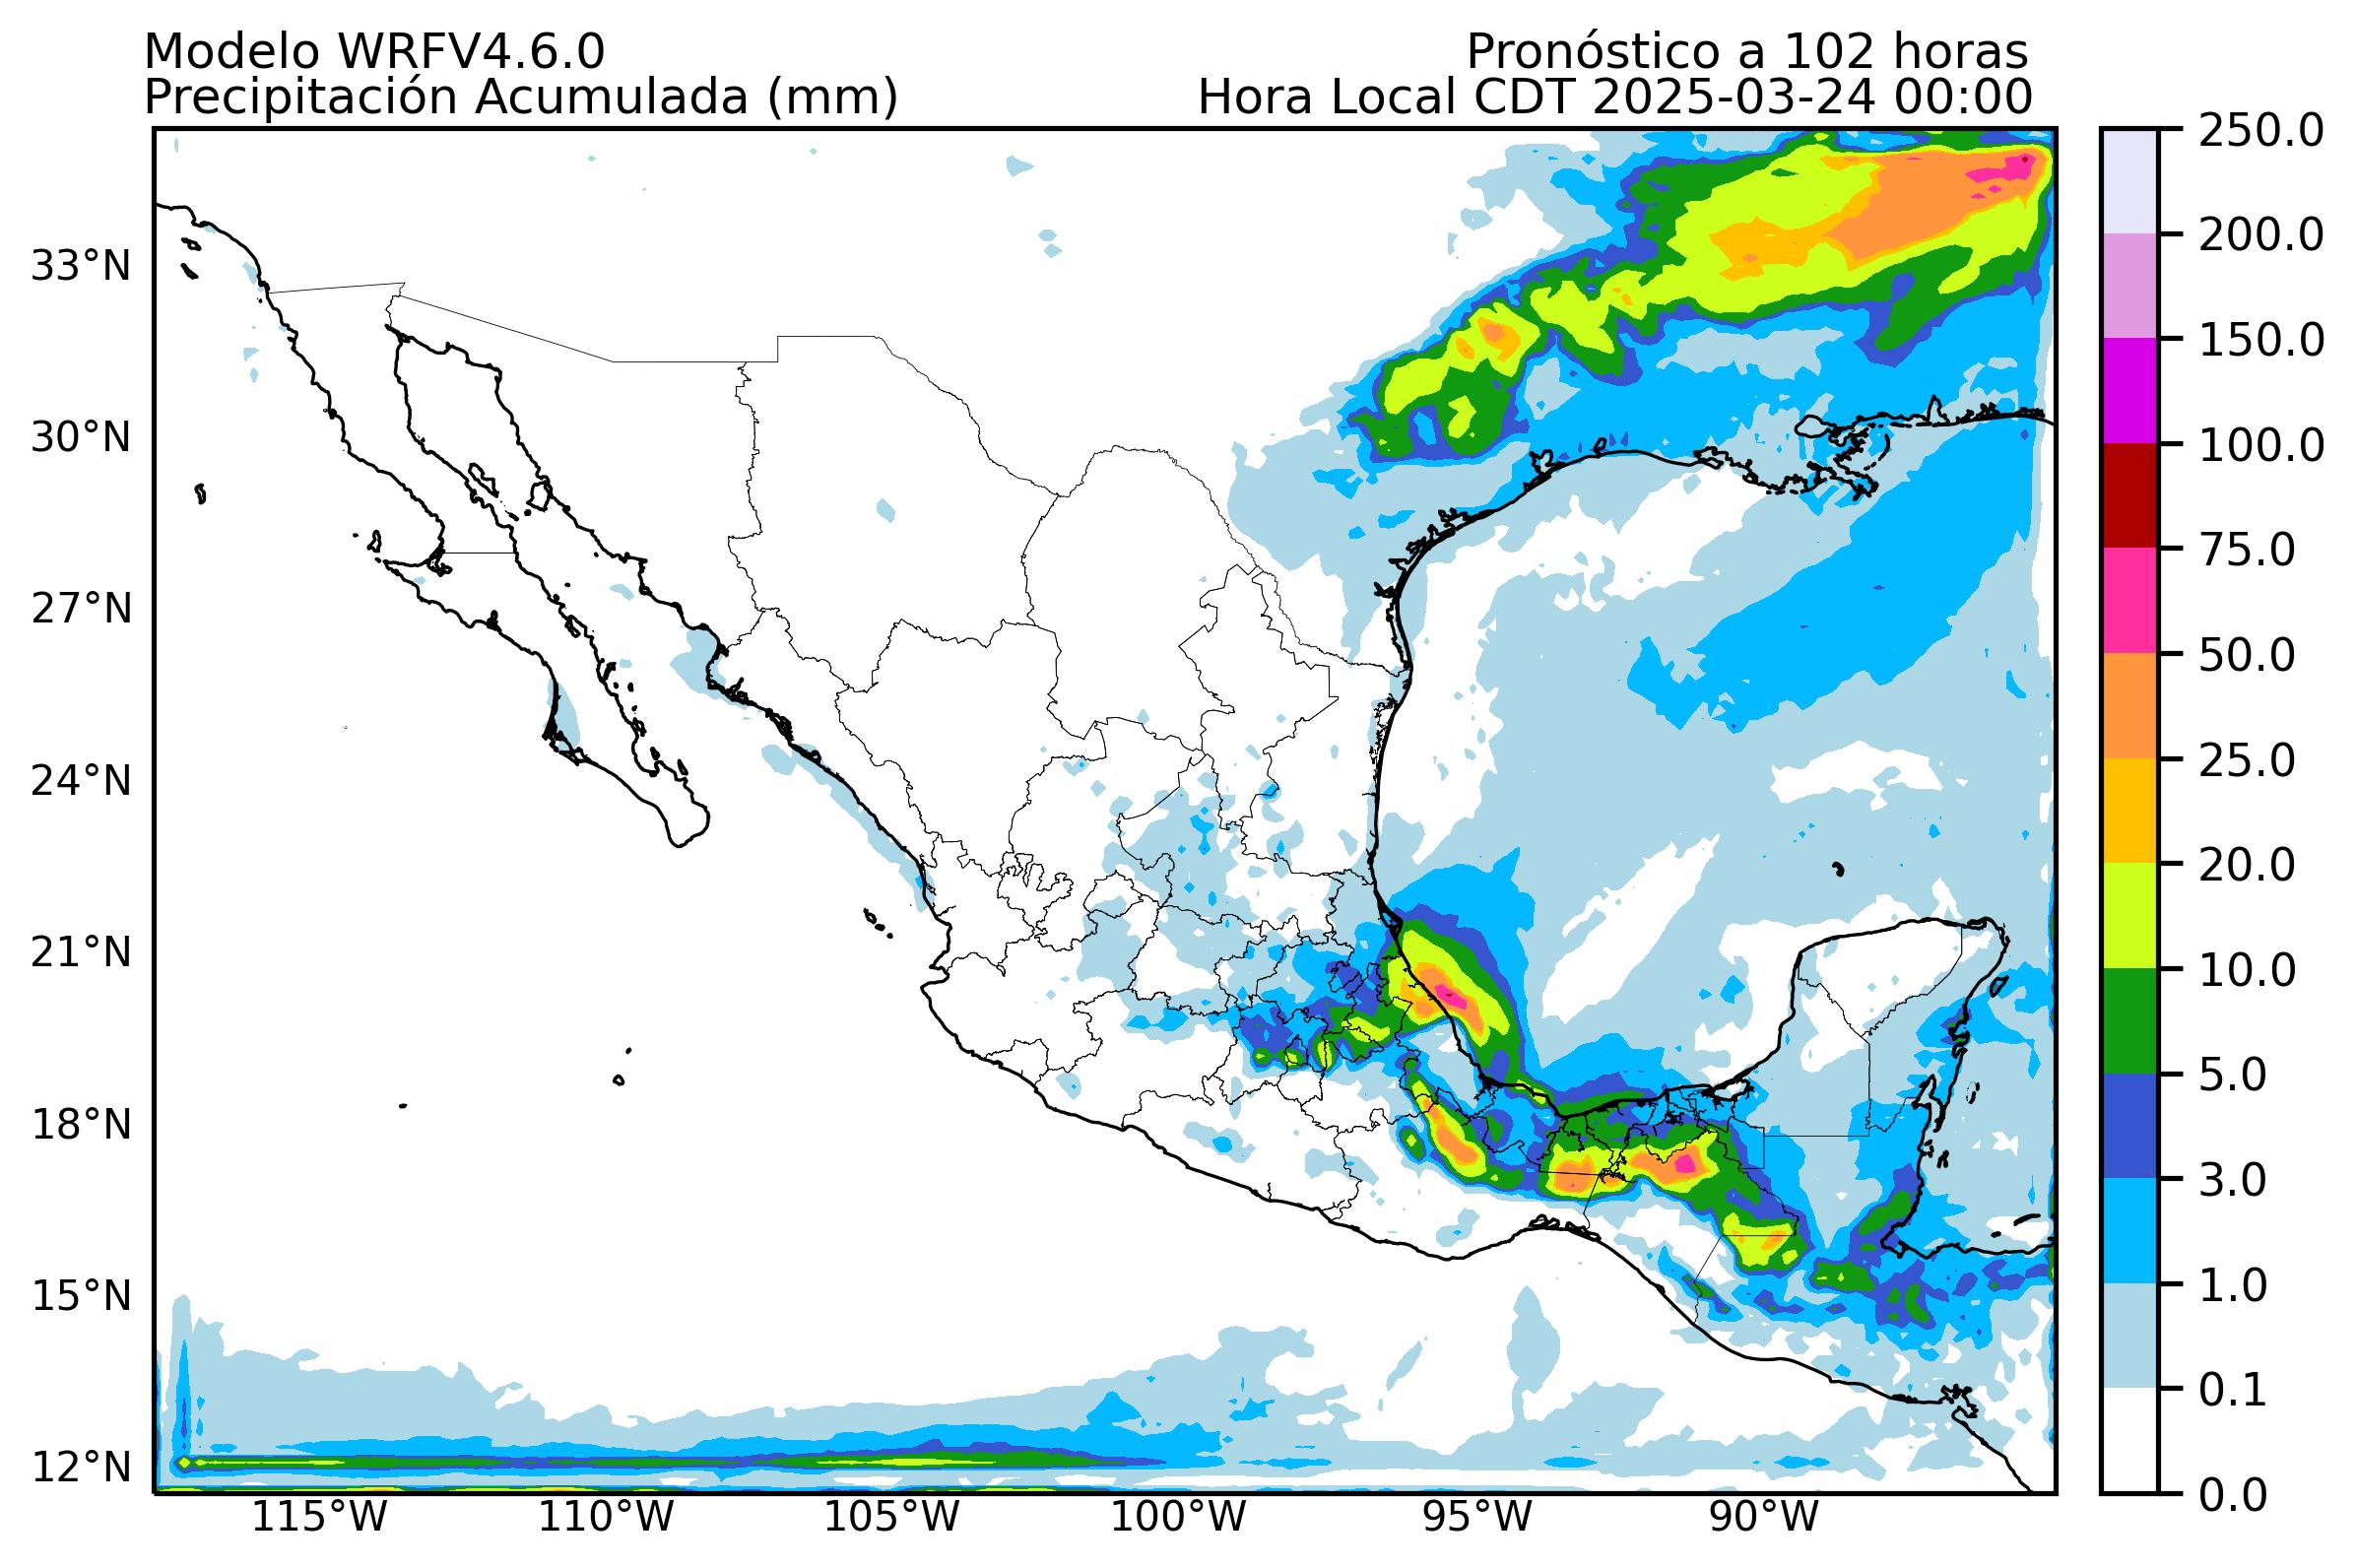 Modelo WRFV4.6.0
Pronóstico a 102 horas
Precipitación Acumulada (mm)
Hora Local CDT 2025-03-24 00:00
33°N
30°N
27°N
24°N
21°N
18°N
15°N
12°N
115°W
110°W
105°W
100°W
95°W
90°W
250.0
200.0
150.0
100.0
75.0
50.0
25.0
20.0
10.0
5.0
3.0
1.0
0.1
0.0